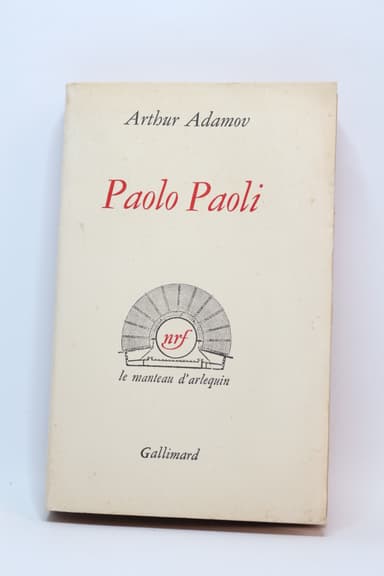 Arthur Adamov
Paolo Paoli
nrf
le manteau d'arlequin
Gallimard